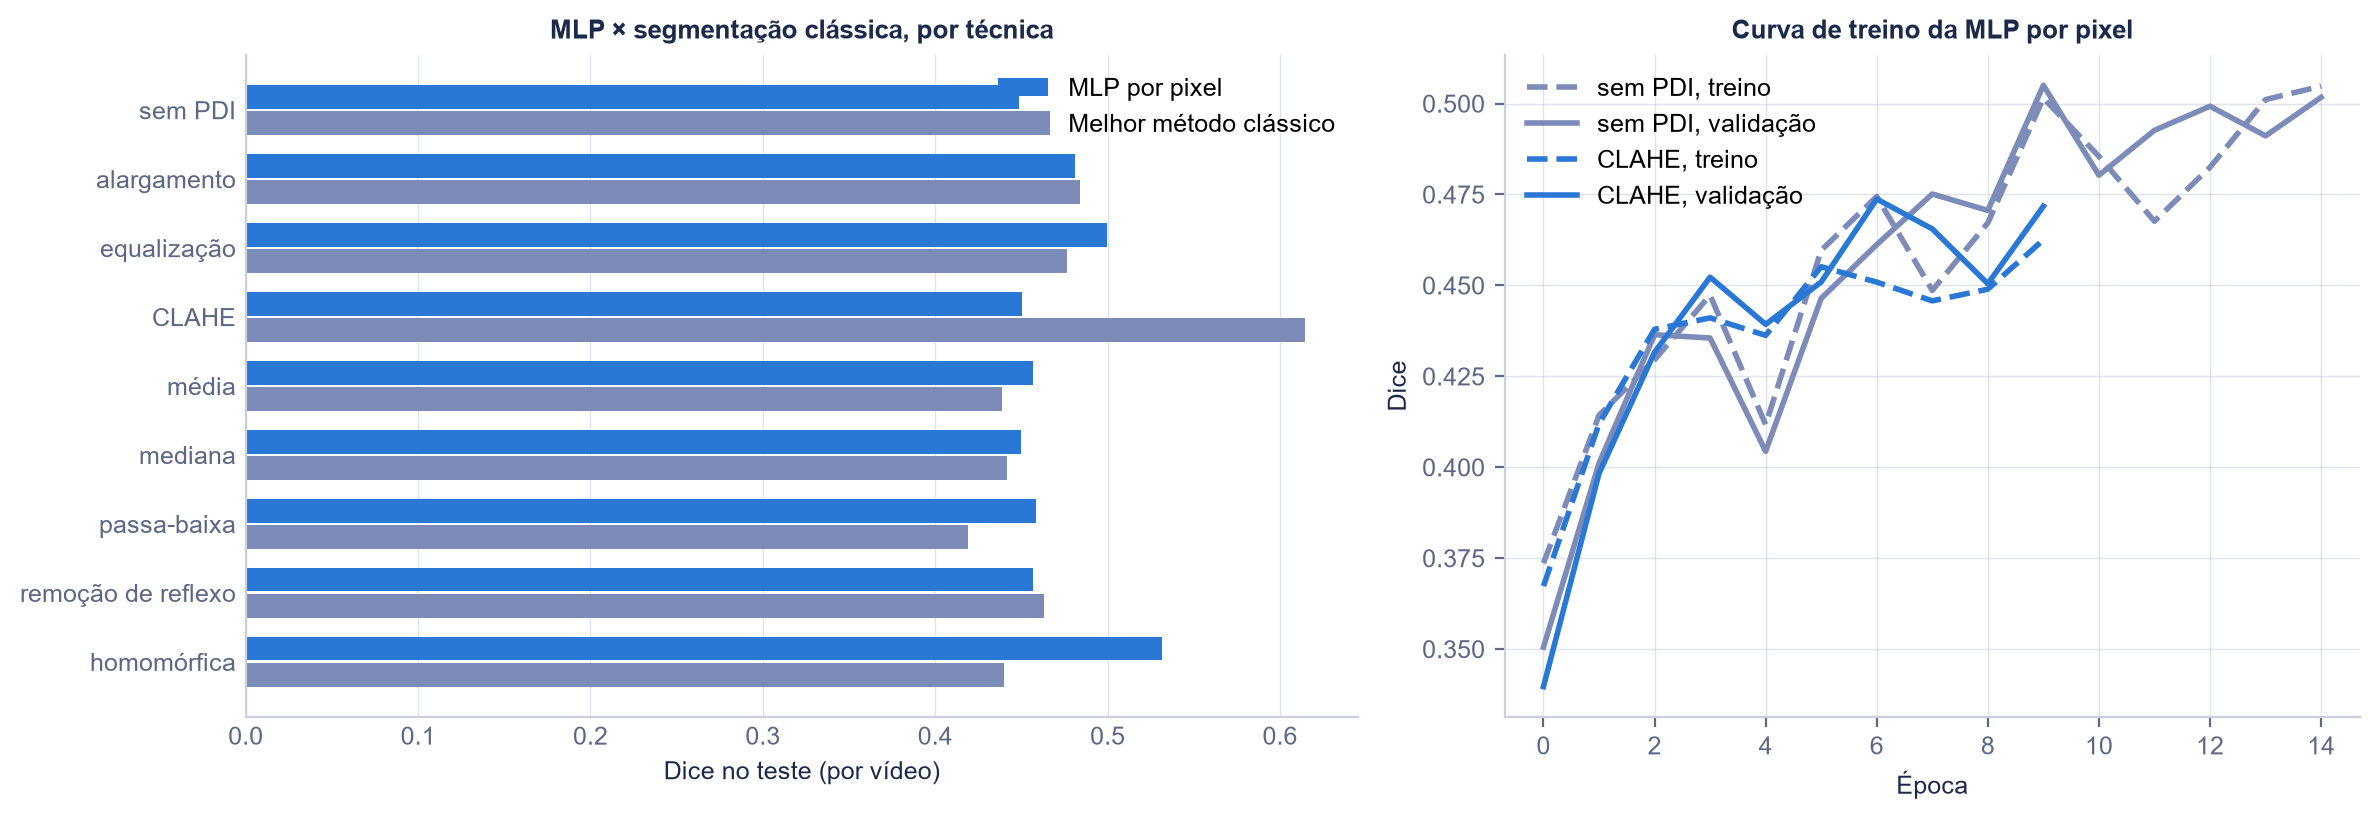 MLP × segmentação clássica, por técnica
MLP por pixel
Melhor método clássico
sem PDI
alargamento
equalização
CLAHE
média
mediana
passa-baixa
remoção de reflexo
homomórfica
0.0 0.1 0.2 0.3 0.4 0.5 0.6
Dice no teste (por vídeo)
Curva de treino da MLP por pixel
sem PDI, treino
sem PDI, validação
CLAHE, treino
CLAHE, validação
0.500
0.475
0.450
0.425
0.400
0.375
0.350
Dice
0 2 4 6 8 10 12 14
Época